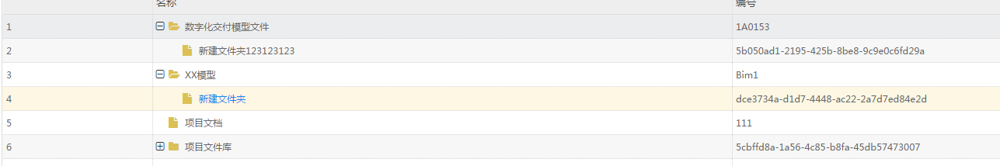 名称 编号
1 数字化交付模型文件 1A0153
2 新建文件夹123123123 5b050ad1-2195-425b-8be8-9c9e0c6fd29a
3 XX模型 Bim1
4 新建文件夹 dce3734a-d1d7-4448-ac22-2a7d7ed84e2d
5 项目文档 111
6 项目文件库 5cbffd8a-1a56-4c85-b8fa-45db57473007